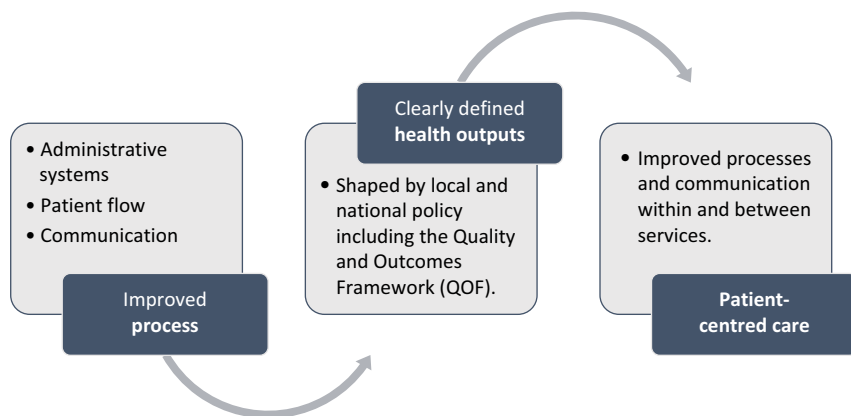 • Administrative
systems
• Patient flow
• Communication
Improved
process
Clearly defined
health outputs
• Shaped by local and
national policy
including the Quality
and Outcomes
Framework (QOF).
• Improved processes
and communication
within and between
services.
Patient-
centred care